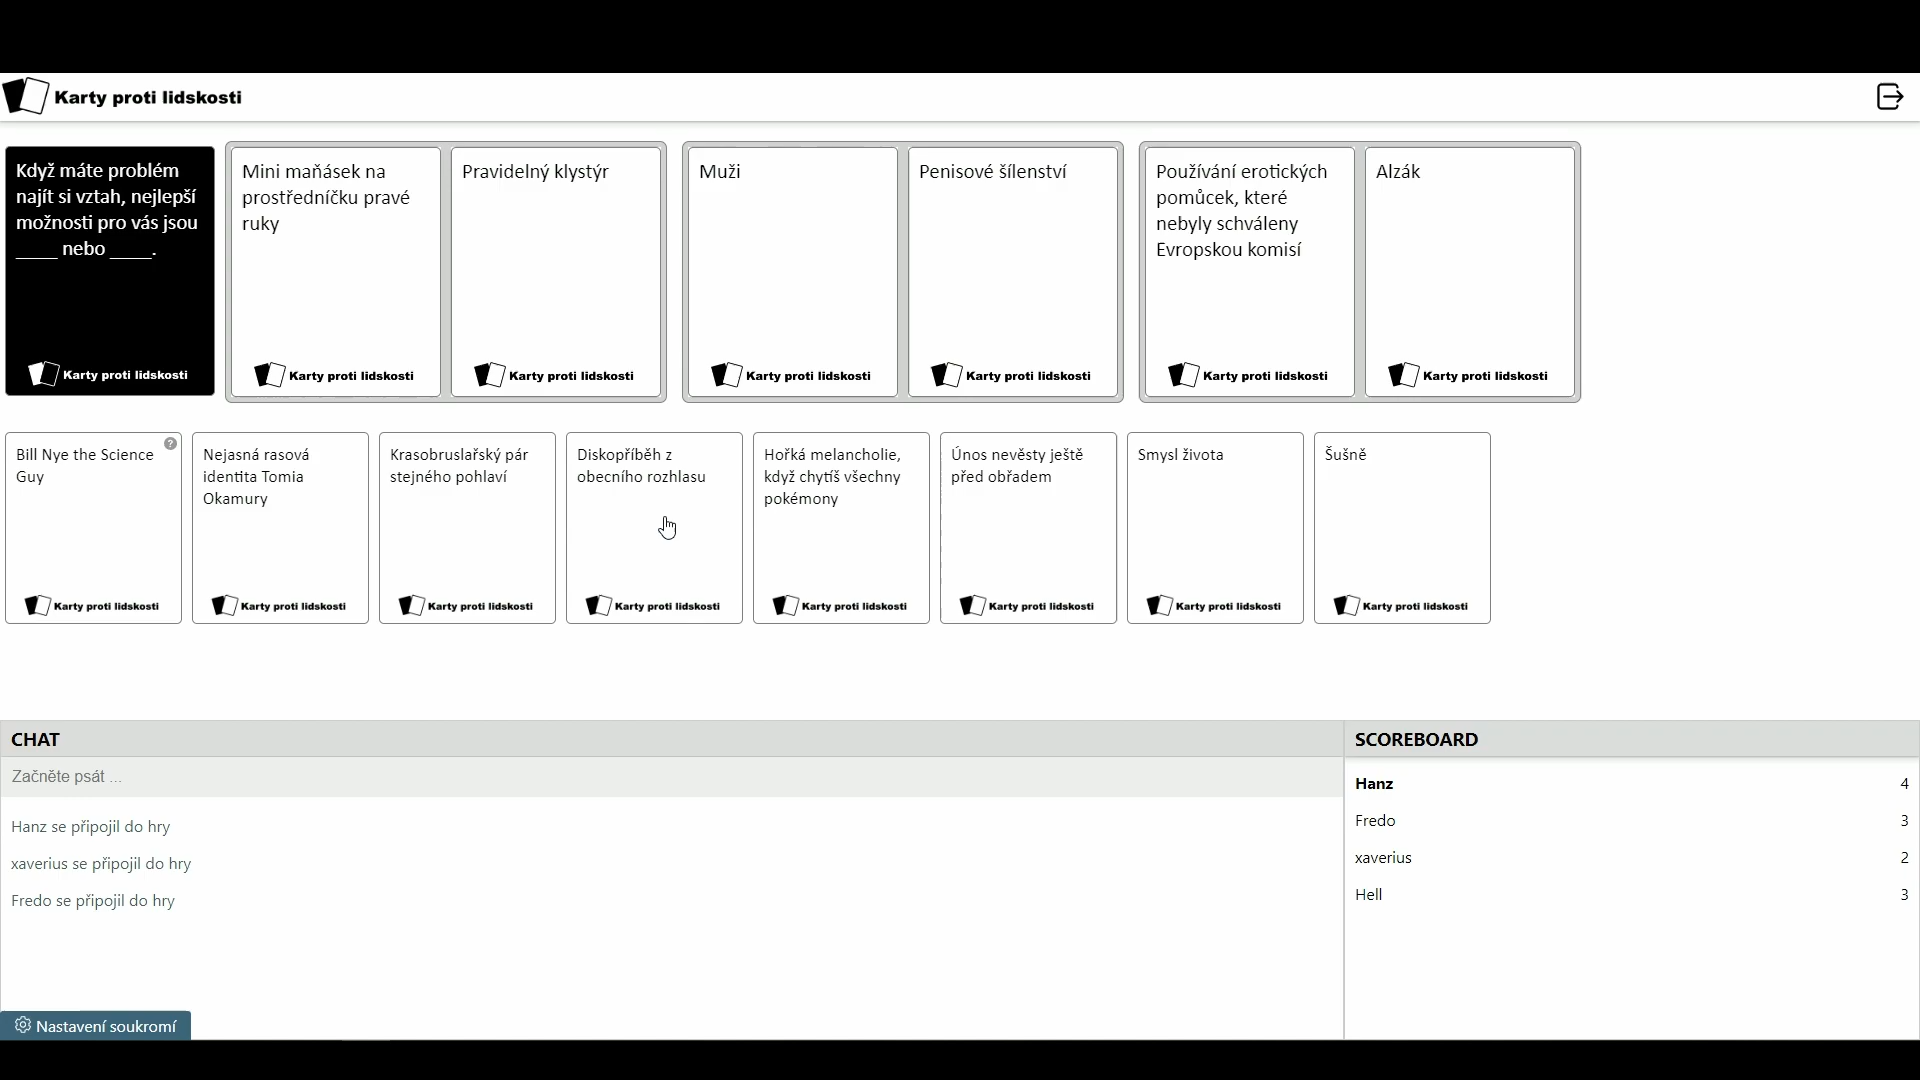 Karty proti lidskosti
Když máte problém
najít si vztah, nejlepší
možnosti pro vás jsou
_____ nebo _____.
Karty proti lidskosti
Mini maňásek na
prostředníčku pravé
ruky
Karty proti lidskosti
Pravidelný klystýr
Karty proti lidskosti
Muži
Karty proti lidskosti
Penisové šílenství
Karty proti lidskosti
Používání erotických
pomůcek, které
nebyly schváleny
Evropskou komisí
Karty proti lidskosti
Alzák
Karty proti lidskosti
Bill Nye the Science
Guy
?
Karty proti lidskosti
Nejasná rasová
identita Tomia
Okamury
Karty proti lidskosti
Krasobruslařský pár
stejného pohlaví
Karty proti lidskosti
Diskopříběh z
obecního rozhlasu
Karty proti lidskosti
Hořká melancholie,
když chytíš všechny
pokémony
Karty proti lidskosti
Únos nevěsty ještě
před obřadem
Karty proti lidskosti
Smysl života
Karty proti lidskosti
Šušně
Karty proti lidskosti
CHAT
Začněte psát ...
Hanz se připojil do hry
xaverius se připojil do hry
Fredo se připojil do hry
Nastavení soukromí
SCOREBOARD
Hanz 4
Fredo 3
xaverius 2
Hell 3